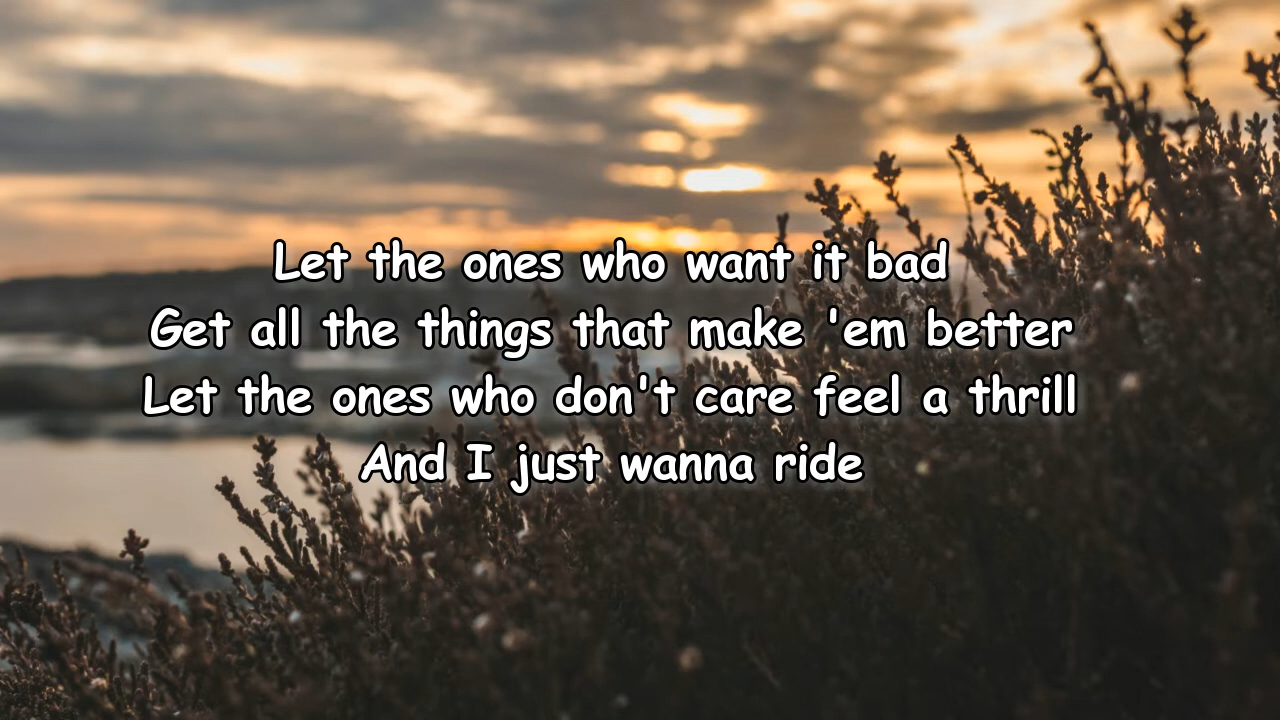 Let the ones who want it bad
Get all the things that make 'em better
Let the ones who don't care feel a thrill
And I just wanna ride